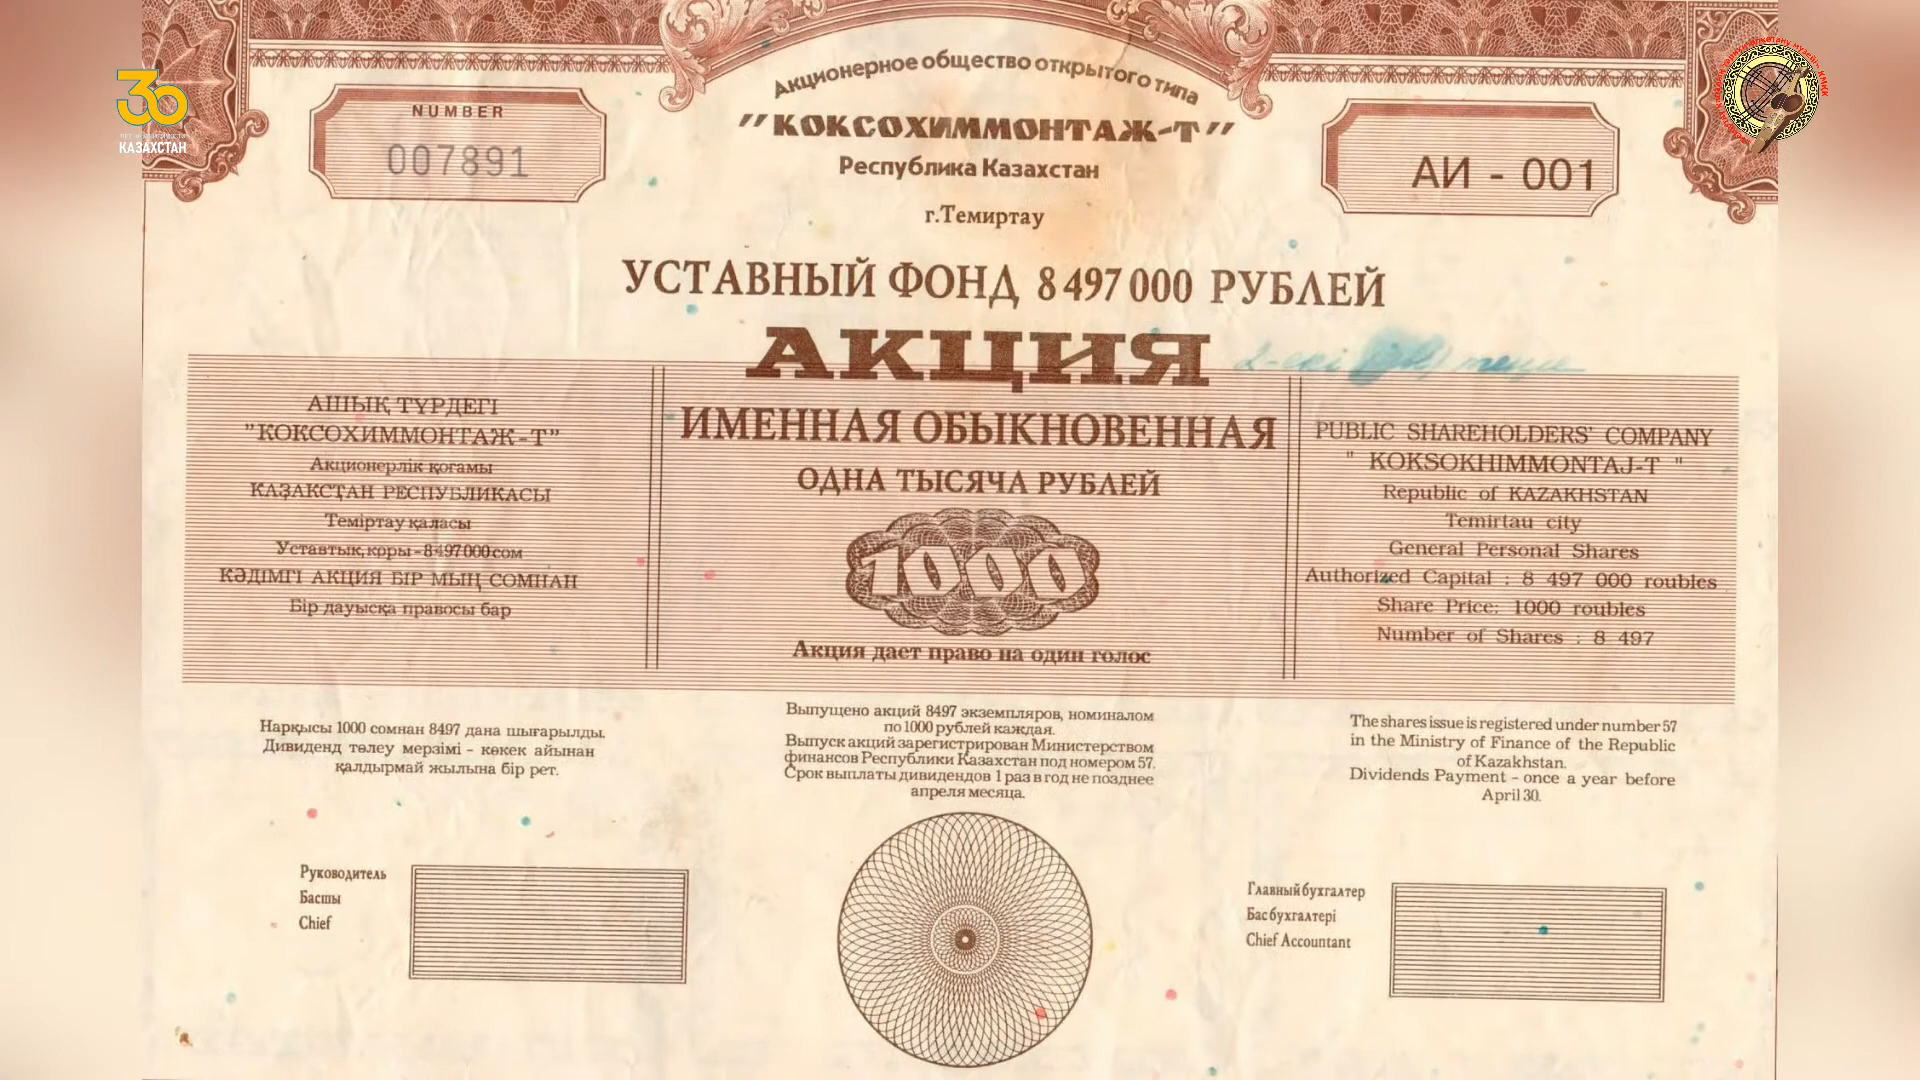 Акционерное общество открытого типа
NUMBER
007891
"КОКСОХИММОНТАЖ-Т"
Республика Казахстан
г.Темиртау
АИ - 001
КАЗАХСТАН
УСТАВНЫЙ ФОНД 8 497 000 РУБЛЕЙ
АКЦИЯ
ИМЕННАЯ ОБЫКНОВЕННАЯ
ОДНА ТЫСЯЧА РУБЛЕЙ
1000
Акция дает право на один голос
АШЫҚ ТҮРДЕГІ
"КОКСОХИММОНТАЖ-Т"
Акционерлік қоғамы
ҚАЗАҚСТАН РЕСПУБЛИКАСЫ
Теміртау қаласы
Уставтық қоры - 8 497 000 сом
КӘДІМГІ АКЦИЯ БІР МЫҢ СОМНАН
Бір дауысқа правосы бар
PUBLIC SHAREHOLDERS' COMPANY
" KOKSOKHIMMONTAJ-T "
Republic of KAZAKHSTAN
Temirtau city
General Personal Shares
Authorized Capital : 8 497 000 roubles
Share Price: 1000 roubles
Number of Shares : 8 497
Нарқысы 1000 сомнан 8497 дана шығарылды.
Дивиденд төлеу мерзімі - көкек айынан
қалдырмай жылына бір рет.
Выпущено акций 8497 экземпляров, номиналом
по 1000 рублей каждая.
Выпуск акций зарегистрирован Министерством
финансов Республики Казахстан под номером 57.
Срок выплаты дивидендов 1 раз в год не позднее
апреля месяца.
The shares issue is registered under number 57
in the Ministry of Finance of the Republic
of Kazakhstan.
Dividends Payment - once a year before
April 30.
Руководитель
Басшы
Chief
Главный бухгалтер
Бас бухгалтері
Chief Accountant